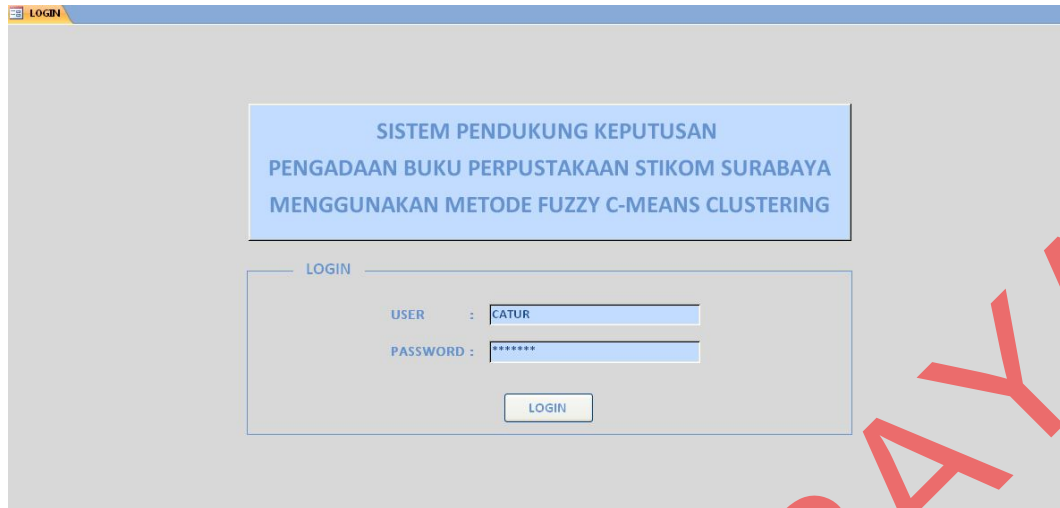 LOGIN
SISTEM PENDUKUNG KEPUTUSAN
PENGADAAN BUKU PERPUSTAKAAN STIKOM SURABAYA
MENGGUNAKAN METODE FUZZY C-MEANS CLUSTERING
LOGIN
USER : CATUR
PASSWORD : *******
LOGIN
RAYA